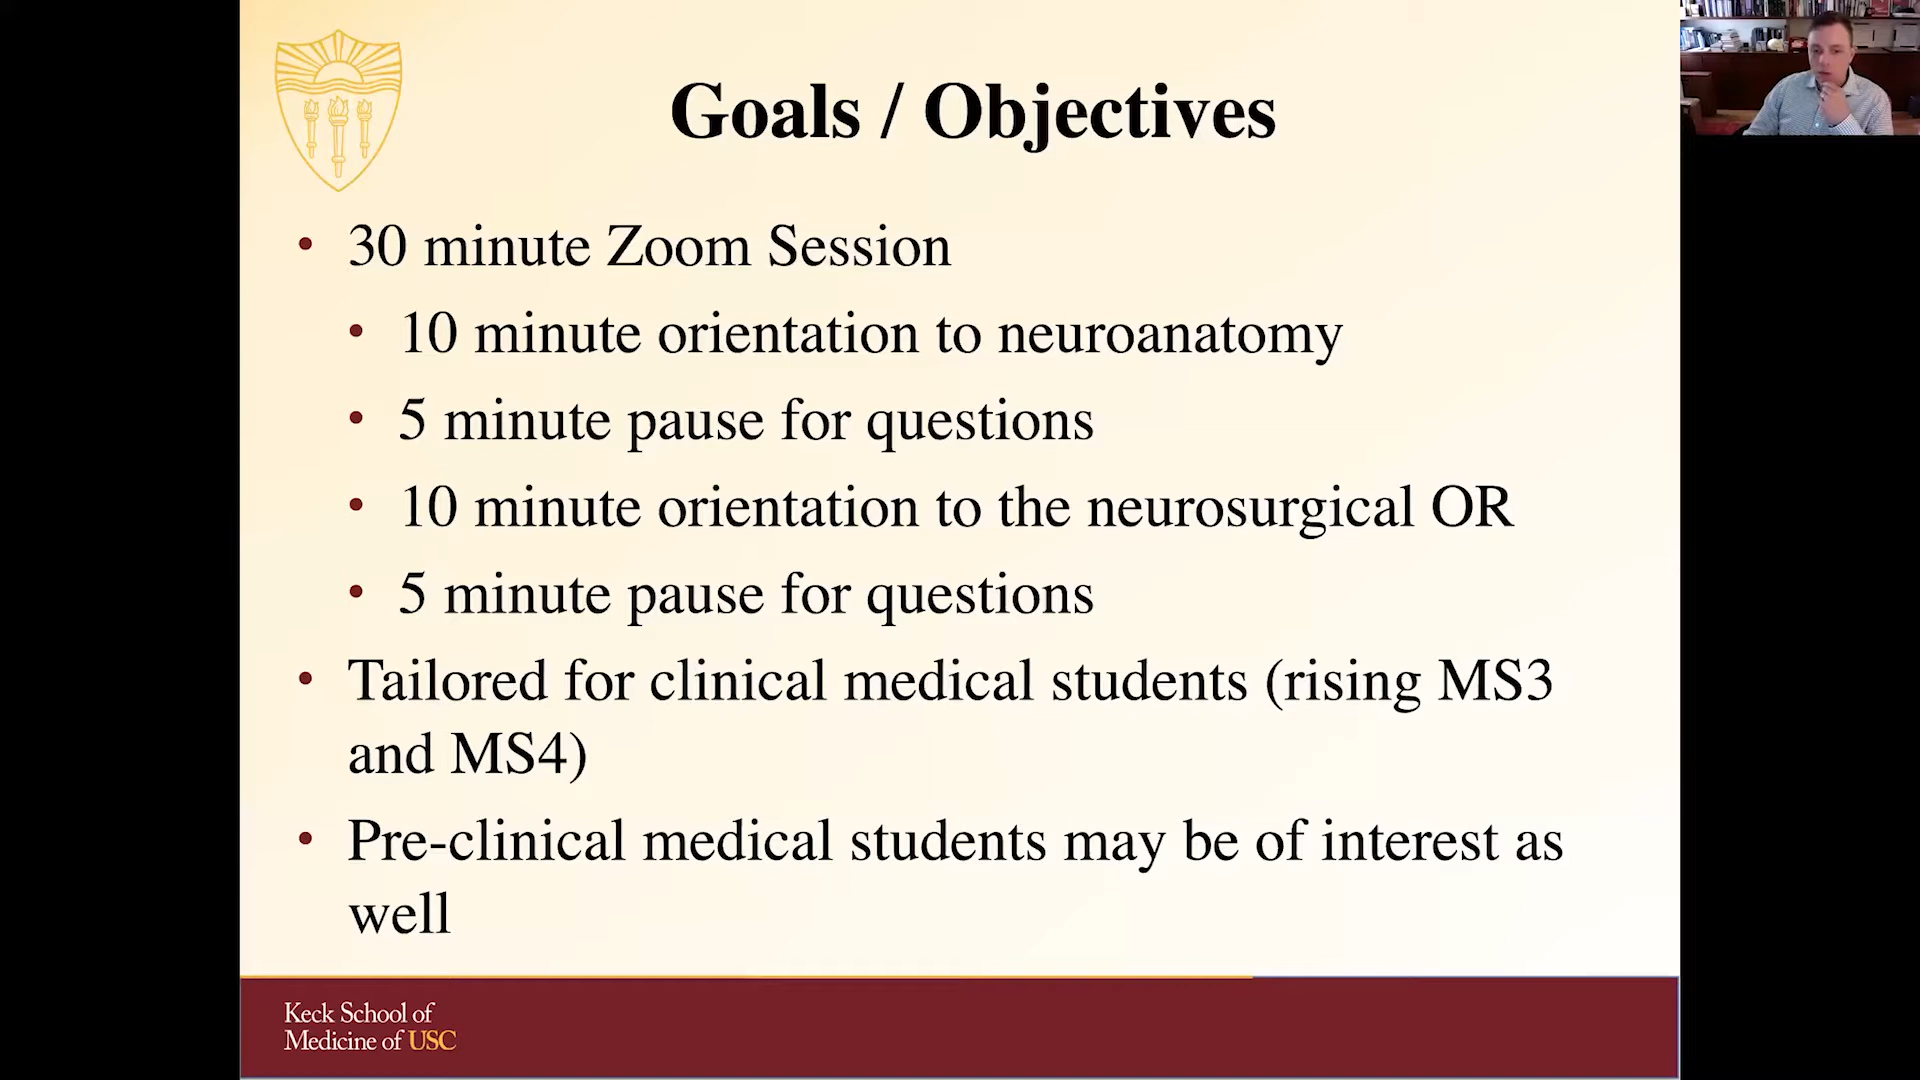 Goals / Objectives
• 30 minute Zoom Session
• 10 minute orientation to neuroanatomy
• 5 minute pause for questions
• 10 minute orientation to the neurosurgical OR
• 5 minute pause for questions
• Tailored for clinical medical students (rising MS3
and MS4)
• Pre-clinical medical students may be of interest as
well
Keck School of
Medicine of USC